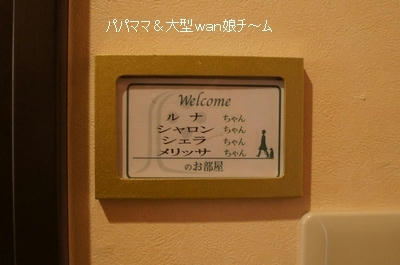 パパママ＆大型wan娘チ～ム
Welcome
ルナ ちゃん
シャロン ちゃん
シェラ ちゃん
メリッサ ちゃん
のお部屋